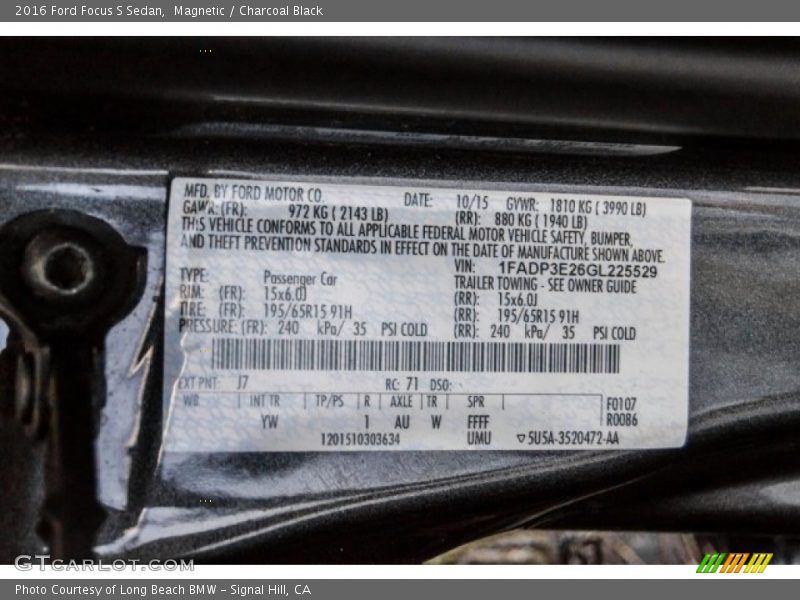 2016 Ford Focus S Sedan, Magnetic / Charcoal Black
MFD. BY FORD MOTOR CO. DATE: 10/15 GVWR: 1810 KG ( 3990 LB)
GAWR: (FR): 972 KG ( 2143 LB) (RR): 880 KG ( 1940 LB)
THIS VEHICLE CONFORMS TO ALL APPLICABLE FEDERAL MOTOR VEHICLE SAFETY, BUMPER,
AND THEFT PREVENTION STANDARDS IN EFFECT ON THE DATE OF MANUFACTURE SHOWN ABOVE.
VIN: 1FADP3E26GL225529
TYPE: Passenger Car TRAILER TOWING - SEE OWNER GUIDE
RIM: (FR): 15x6.0J (RR): 15x6.0J
TIRE: (FR): 195/65R15 91H (RR): 195/65R15 91H
PRESSURE: (FR): 240 kPa/ 35 PSI COLD (RR): 240 kPa/ 35 PSI COLD
EXT PNT: J7 RC: 71 DSO:
WB INT TR TP/PS R AXLE TR SPR F0107
YW 1 AU W FFFF R0086
1201510303634 UMU ▽5U5A-3520472-AA
GTCarLot.com
Photo Courtesy of Long Beach BMW - Signal Hill, CA